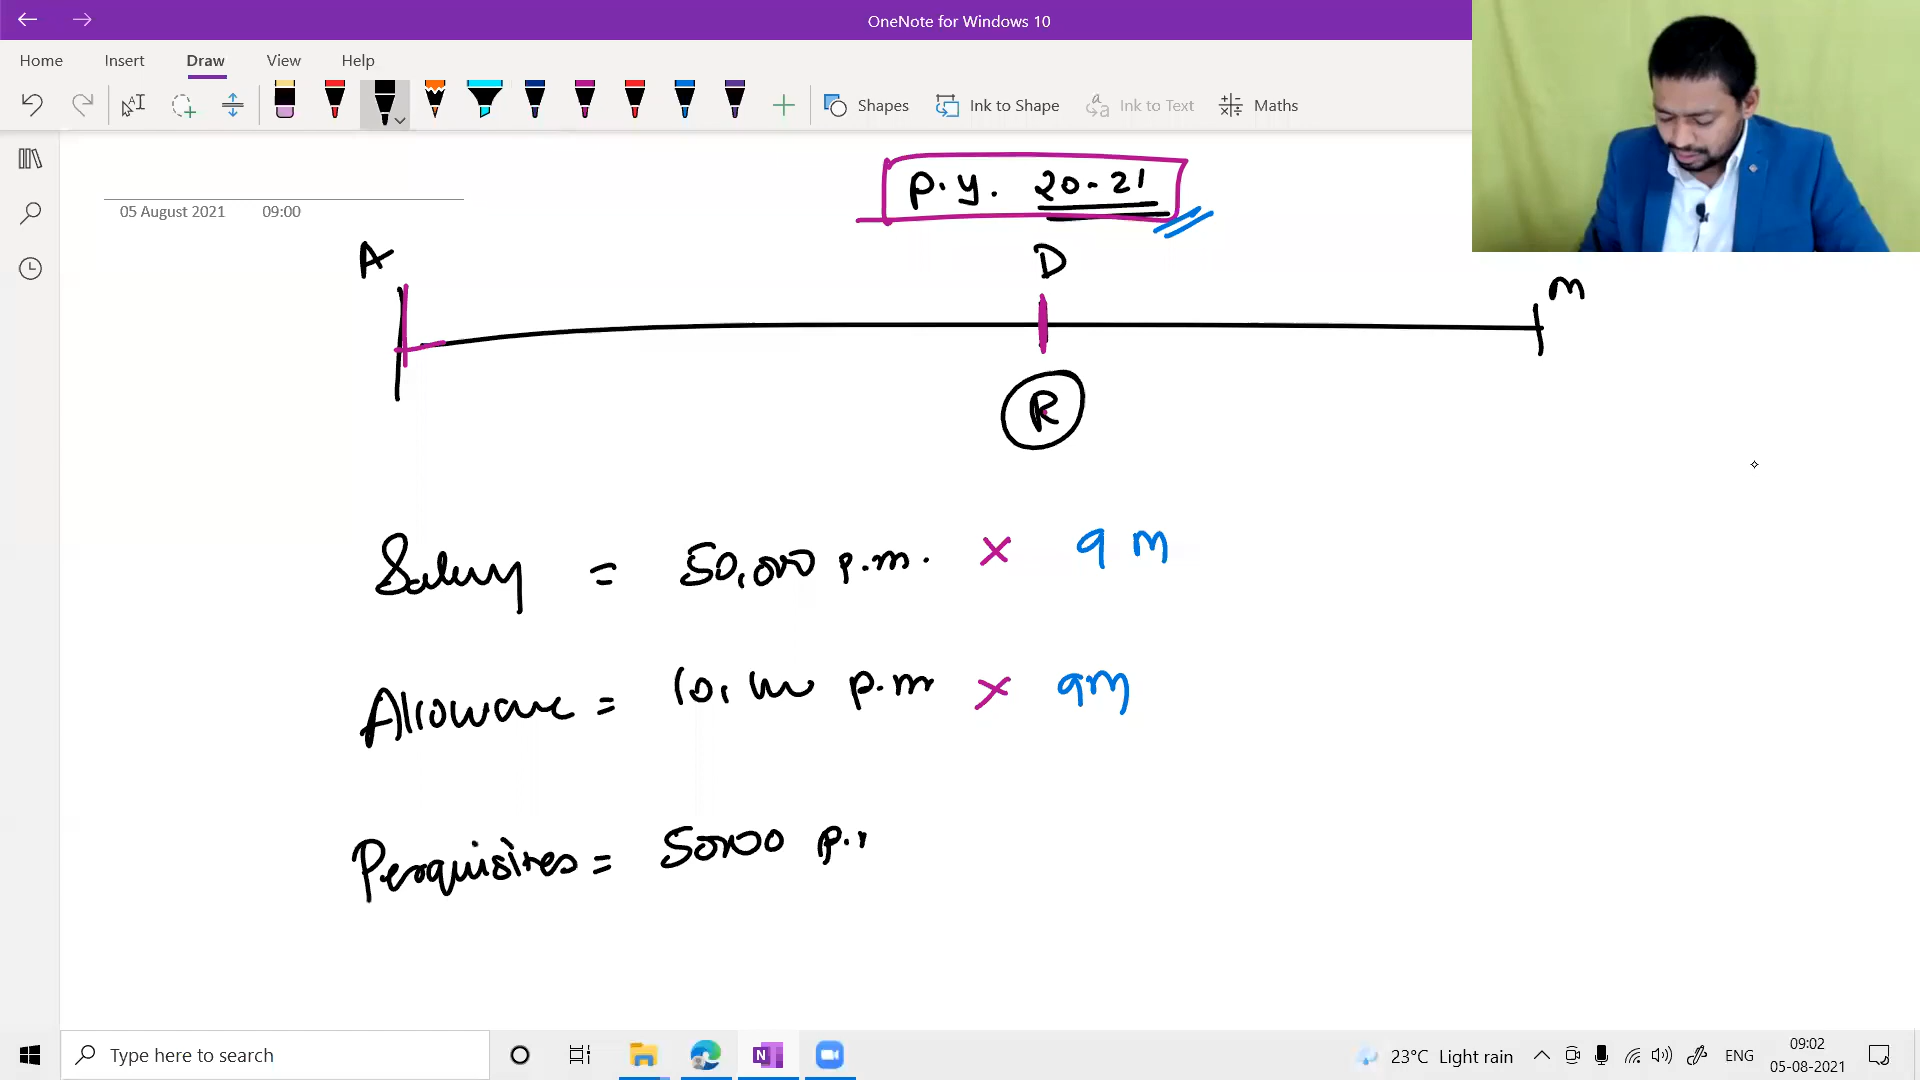 OneNote for Windows 10
Home Insert Draw View Help
Shapes Ink to Shape Ink to Text Maths
P.y. 20-21
05 August 2021 09:00
A D M
R
Salary = 50,000 p.m. × 9 m
Allowance = 10,000 p.m × 9m
Perquisites = 5000 p.
Type here to search
23°C Light rain
ENG
09:02
05-08-2021